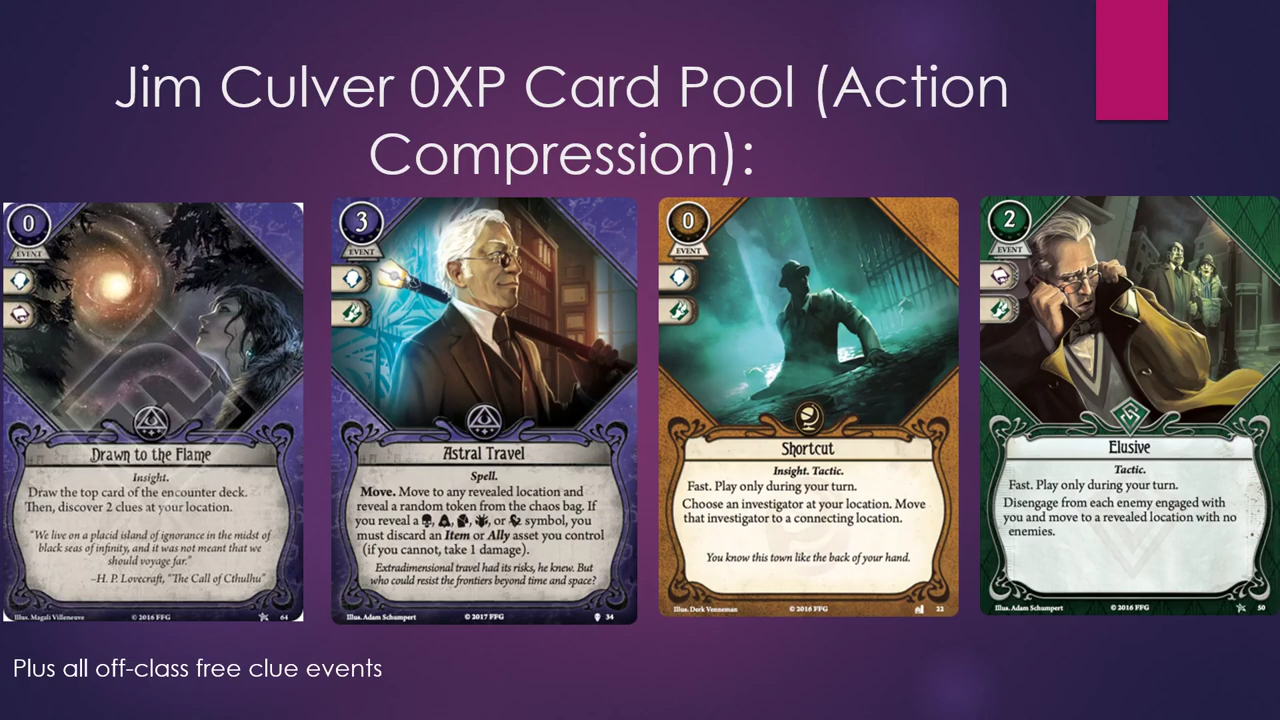 Jim Culver 0XP Card Pool (Action
Compression):
0
EVENT
Drawn to the Flame
Insight.
Draw the top card of the encounter deck.
Then, discover 2 clues at your location.
“We live on a placid island of ignorance in the midst of
black seas of infinity, and it was not meant that we
should voyage far.”
–H. P. Lovecraft, “The Call of Cthulhu”
Illus. Magali Villeneuve
© 2016 FFG
64
3
EVENT
Astral Travel
Spell.
Move. Move to any revealed location and
reveal a random token from the chaos bag. If
you reveal a , , , , or symbol, you
must discard an Item or Ally asset you control
(if you cannot, take 1 damage).
Extradimensional travel had its risks, he knew. But
who could resist the frontiers beyond time and space?
Illus. Adam Schumpert
© 2017 FFG
34
0
EVENT
Shortcut
Insight. Tactic.
Fast. Play only during your turn.
Choose an investigator at your location. Move
that investigator to a connecting location.
You know this town like the back of your hand.
Illus. Derk Venneman
© 2016 FFG
22
2
EVENT
Elusive
Tactic.
Fast. Play only during your turn.
Disengage from each enemy engaged with
you and move to a revealed location with no
enemies.
Illus. Adam Schumpert
© 2016 FFG
50
Plus all off-class free clue events